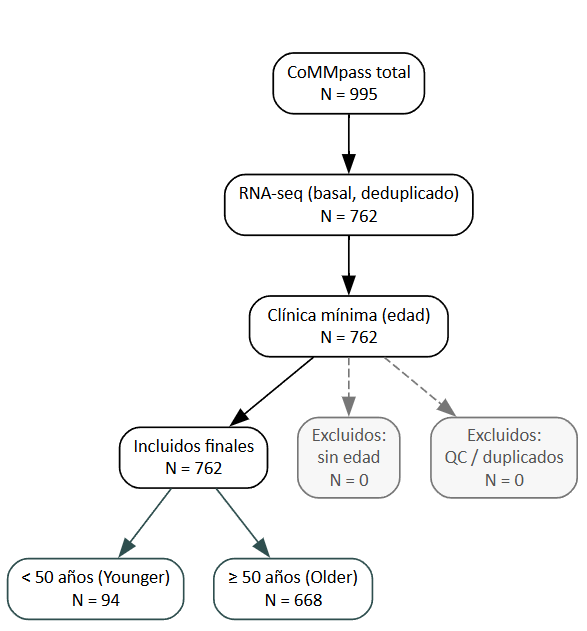 CoMMpass total
N = 995
RNA-seq (basal, deduplicado)
N = 762
Clínica mínima (edad)
N = 762
Incluidos finales
N = 762
Excluidos:
sin edad
N = 0
Excluidos:
QC / duplicados
N = 0
< 50 años (Younger)
N = 94
≥ 50 años (Older)
N = 668